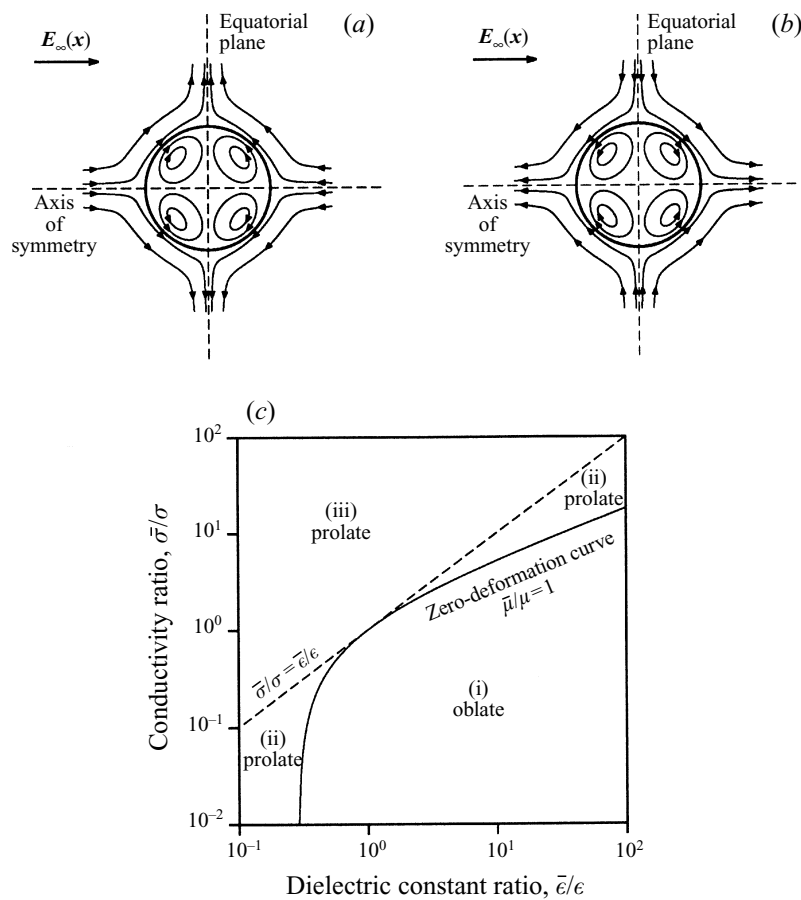 Equatorial
plane
(a)
E∞(x)
Axis
of
symmetry
Equatorial
plane
(b)
E∞(x)
Axis
of
symmetry
(c)
10²
10¹
10⁰
10⁻¹
10⁻²
Conductivity ratio, σ̄/σ
(iii)
prolate
(ii)
prolate
Zero-deformation curve
μ̄/μ=1
σ̄/σ = ϵ̄/ϵ
(i)
oblate
(ii)
prolate
10⁻¹
10⁰
10¹
10²
Dielectric constant ratio, ϵ̄/ϵ